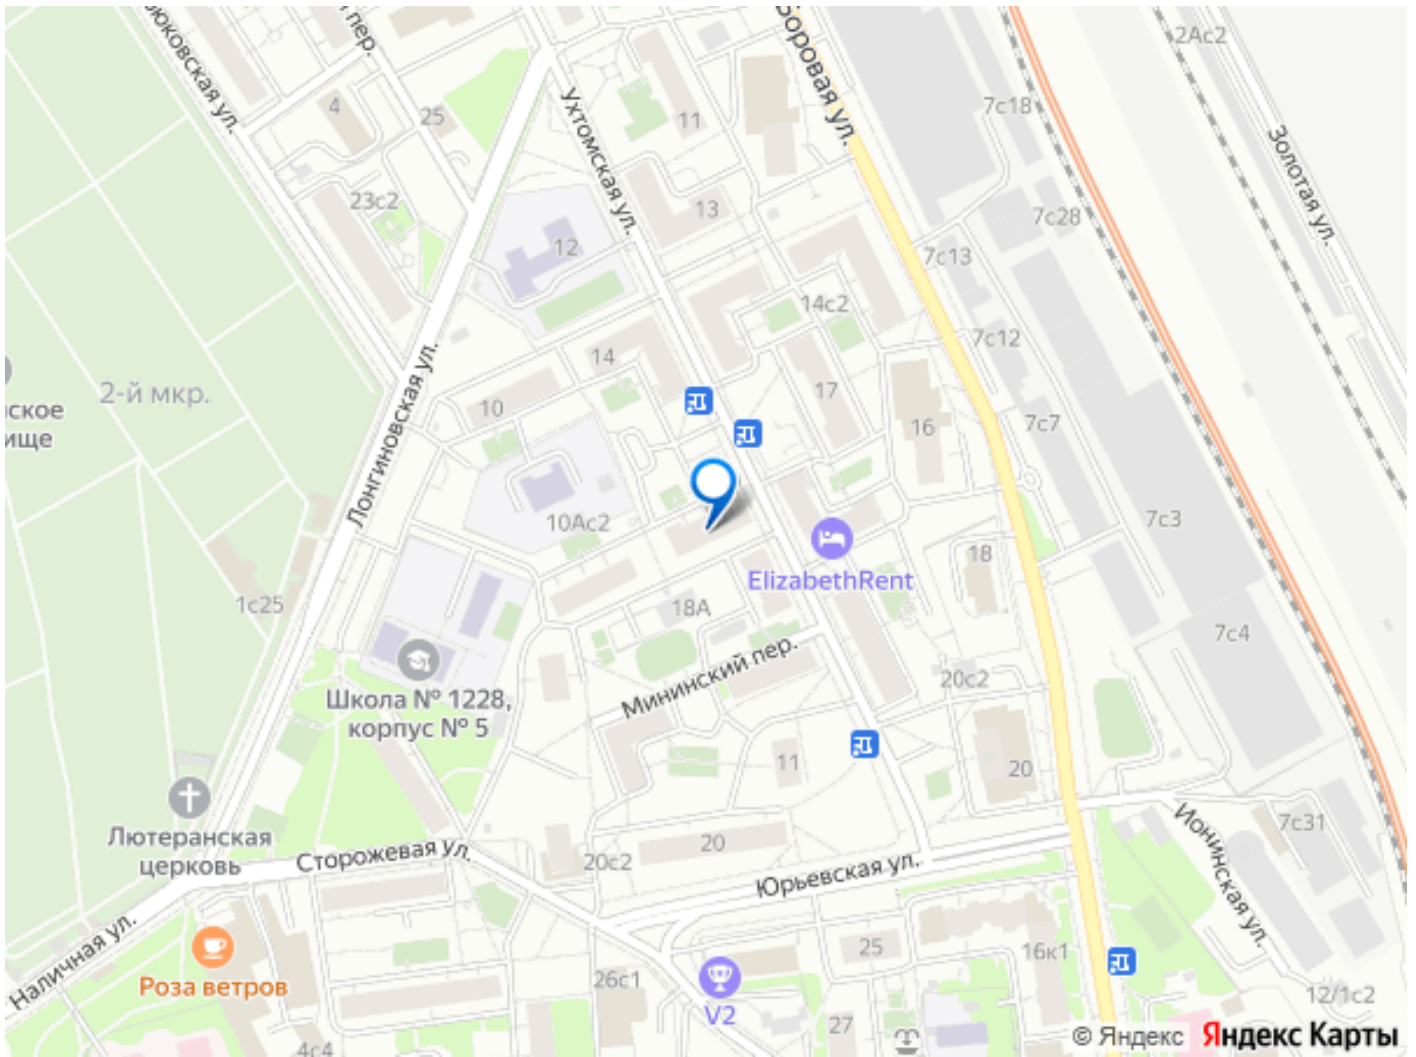 пер.
Боровая ул.
2Ас2
7с18
4
25
11
Ухтомская ул.
Золотая ул.
23с2
13
7с28
12
7с13
14с2
7с12
14
2-й мкр.
17
10
16
7с7
Лонгиновская ул.
10Ас2
7с3
18
ElizabethRent
1с25
18А
7с4
Мининский пер.
20с2
Школа № 1228,
корпус № 5
11
20
Лютеранская
церковь
Сторожевая ул.
20с2
20
Юрьевская ул.
7с31
Ионинская ул.
Наличная ул.
Роза ветров
25
16к1
26с1
V2
12/1с2
27
4с4
© Яндекс Яндекс Карты